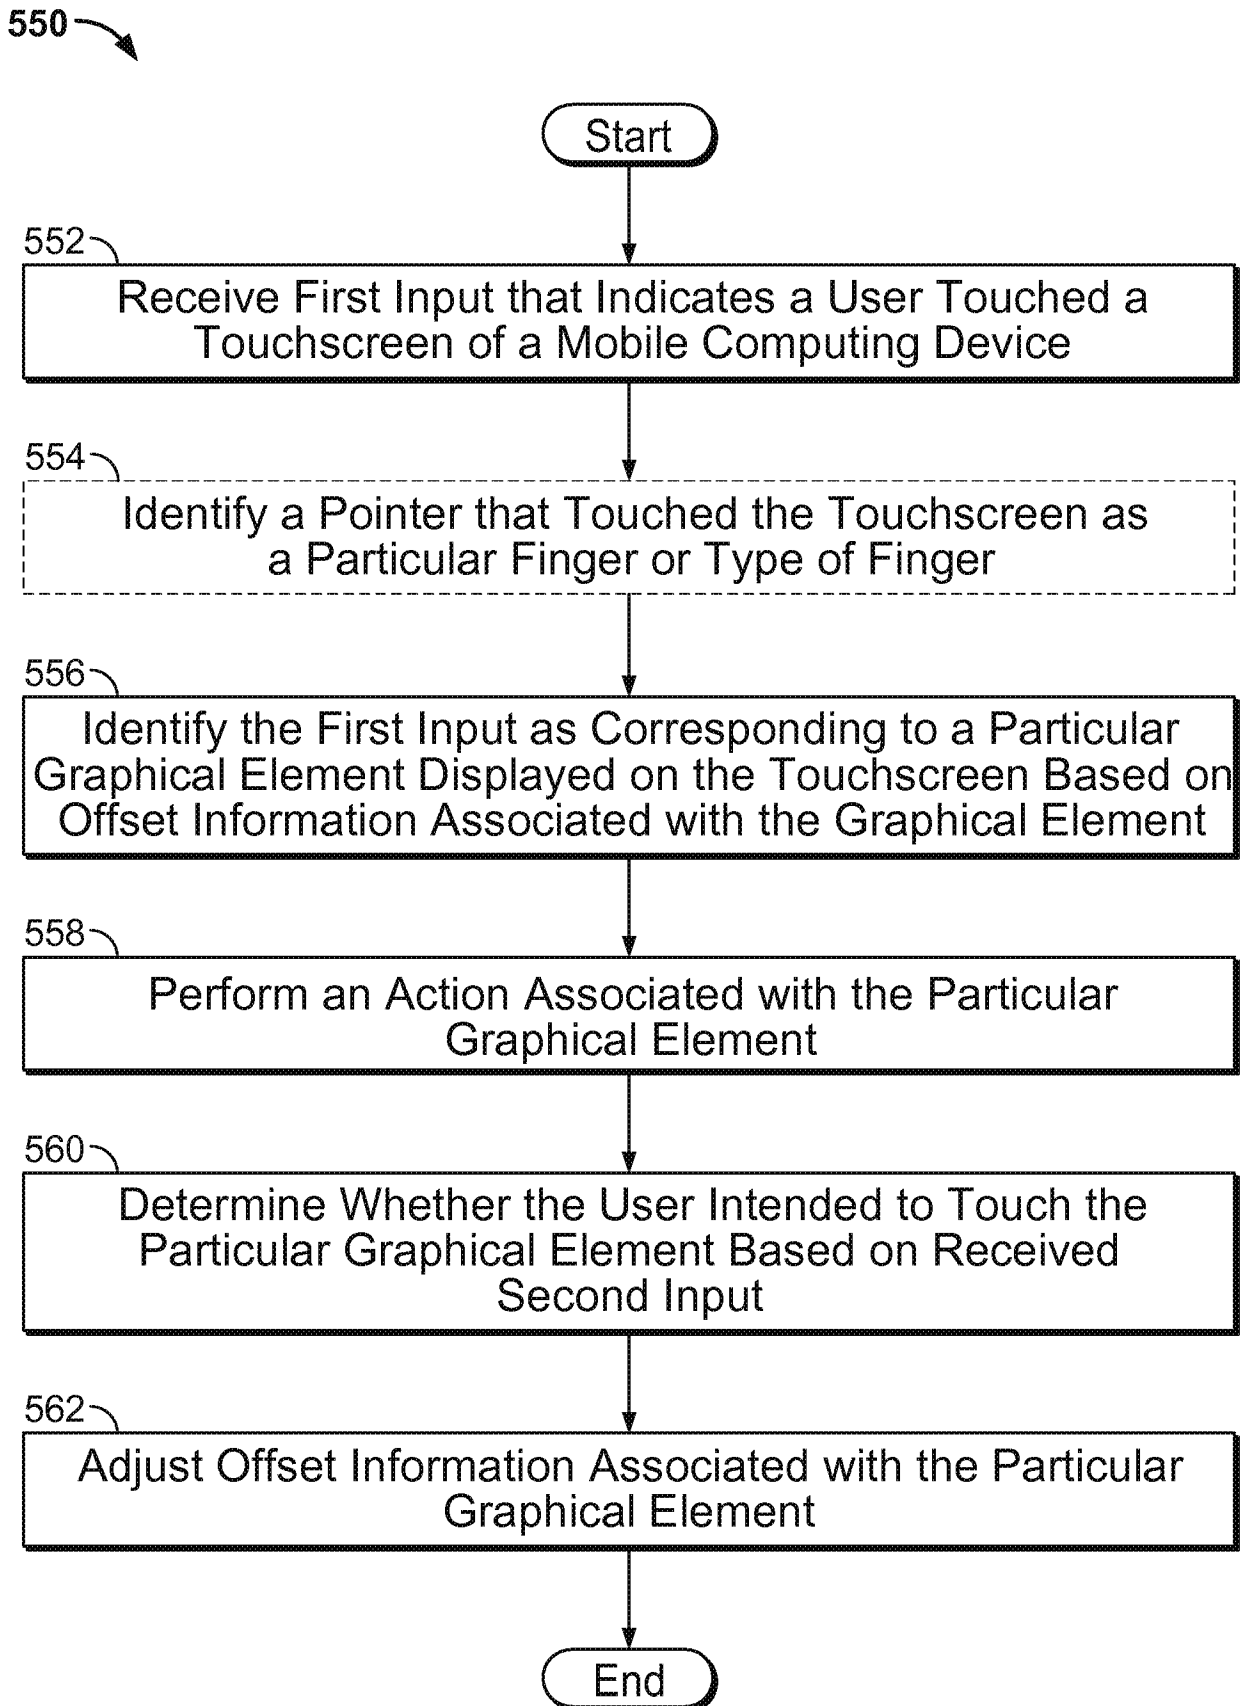 550
Start
552
Receive First Input that Indicates a User Touched a
Touchscreen of a Mobile Computing Device
554
Identify a Pointer that Touched the Touchscreen as
a Particular Finger or Type of Finger
556
Identify the First Input as Corresponding to a Particular
Graphical Element Displayed on the Touchscreen Based on
Offset Information Associated with the Graphical Element
558
Perform an Action Associated with the Particular
Graphical Element
560
Determine Whether the User Intended to Touch the
Particular Graphical Element Based on Received
Second Input
562
Adjust Offset Information Associated with the Particular
Graphical Element
End